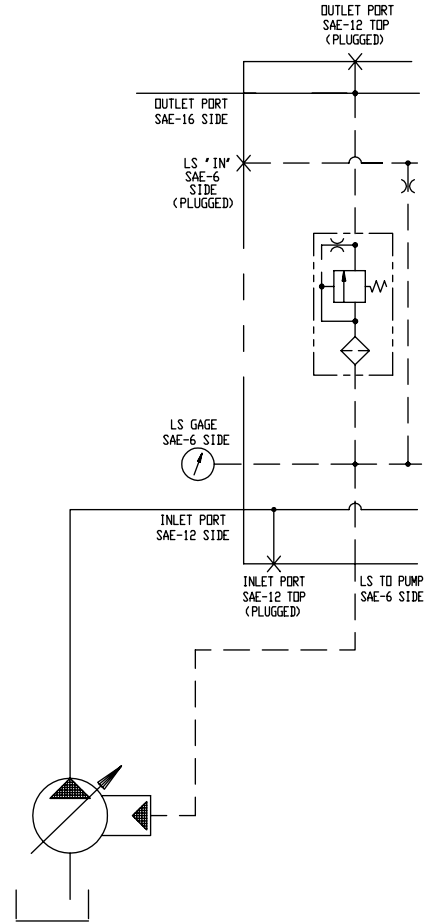 OUTLET PORT
SAE-12 TOP
(PLUGGED)
OUTLET PORT
SAE-16 SIDE
LS "IN"
SAE-6
SIDE
(PLUGGED)
LS GAGE
SAE-6 SIDE
INLET PORT
SAE-12 SIDE
INLET PORT
SAE-12 TOP
(PLUGGED)
LS TO PUMP
SAE-6 SIDE